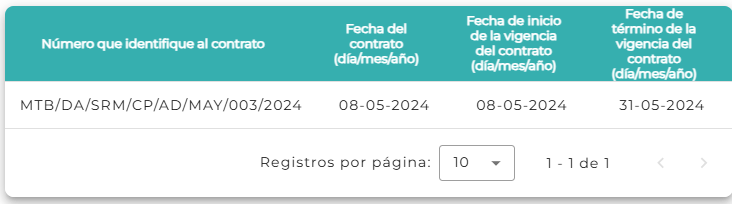 Número que identifique al contrato
Fecha del
contrato
(día/mes/año)
Fecha de inicio
de la vigencia
del contrato
(día/mes/año)
Fecha de
término de la
vigencia del
contrato
(día/mes/año)
MTB/DA/SRM/CP/AD/MAY/003/2024 08-05-2024 08-05-2024 31-05-2024
Registros por página: 10 1 - 1 de 1